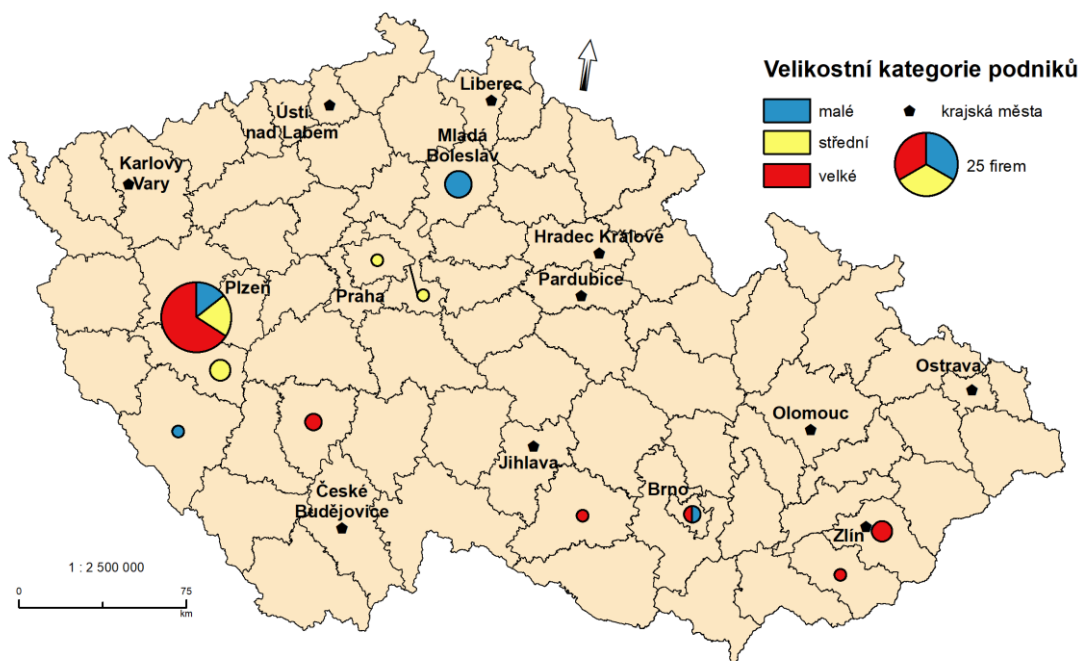 Velikostní kategorie podniků
malé
krajská města
střední
25 firem
velké
Liberec
Ústí
nad Labem
Mladá
Boleslav
Karlovy
Vary
Hradec Králové
Plzeň
Praha
Pardubice
Ostrava
Olomouc
Jihlava
České
Budějovice
Brno
Zlín
1 : 2 500 000
0
75
km